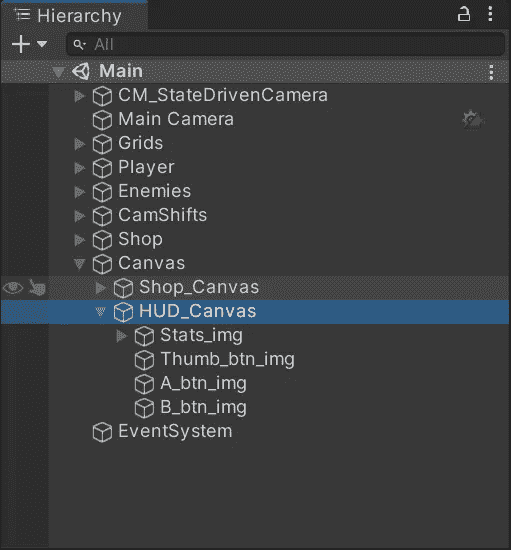 Hierarchy
All
Main
CM_StateDrivenCamera
Main Camera
Grids
Player
Enemies
CamShifts
Shop
Canvas
Shop_Canvas
HUD_Canvas
Stats_img
Thumb_btn_img
A_btn_img
B_btn_img
EventSystem